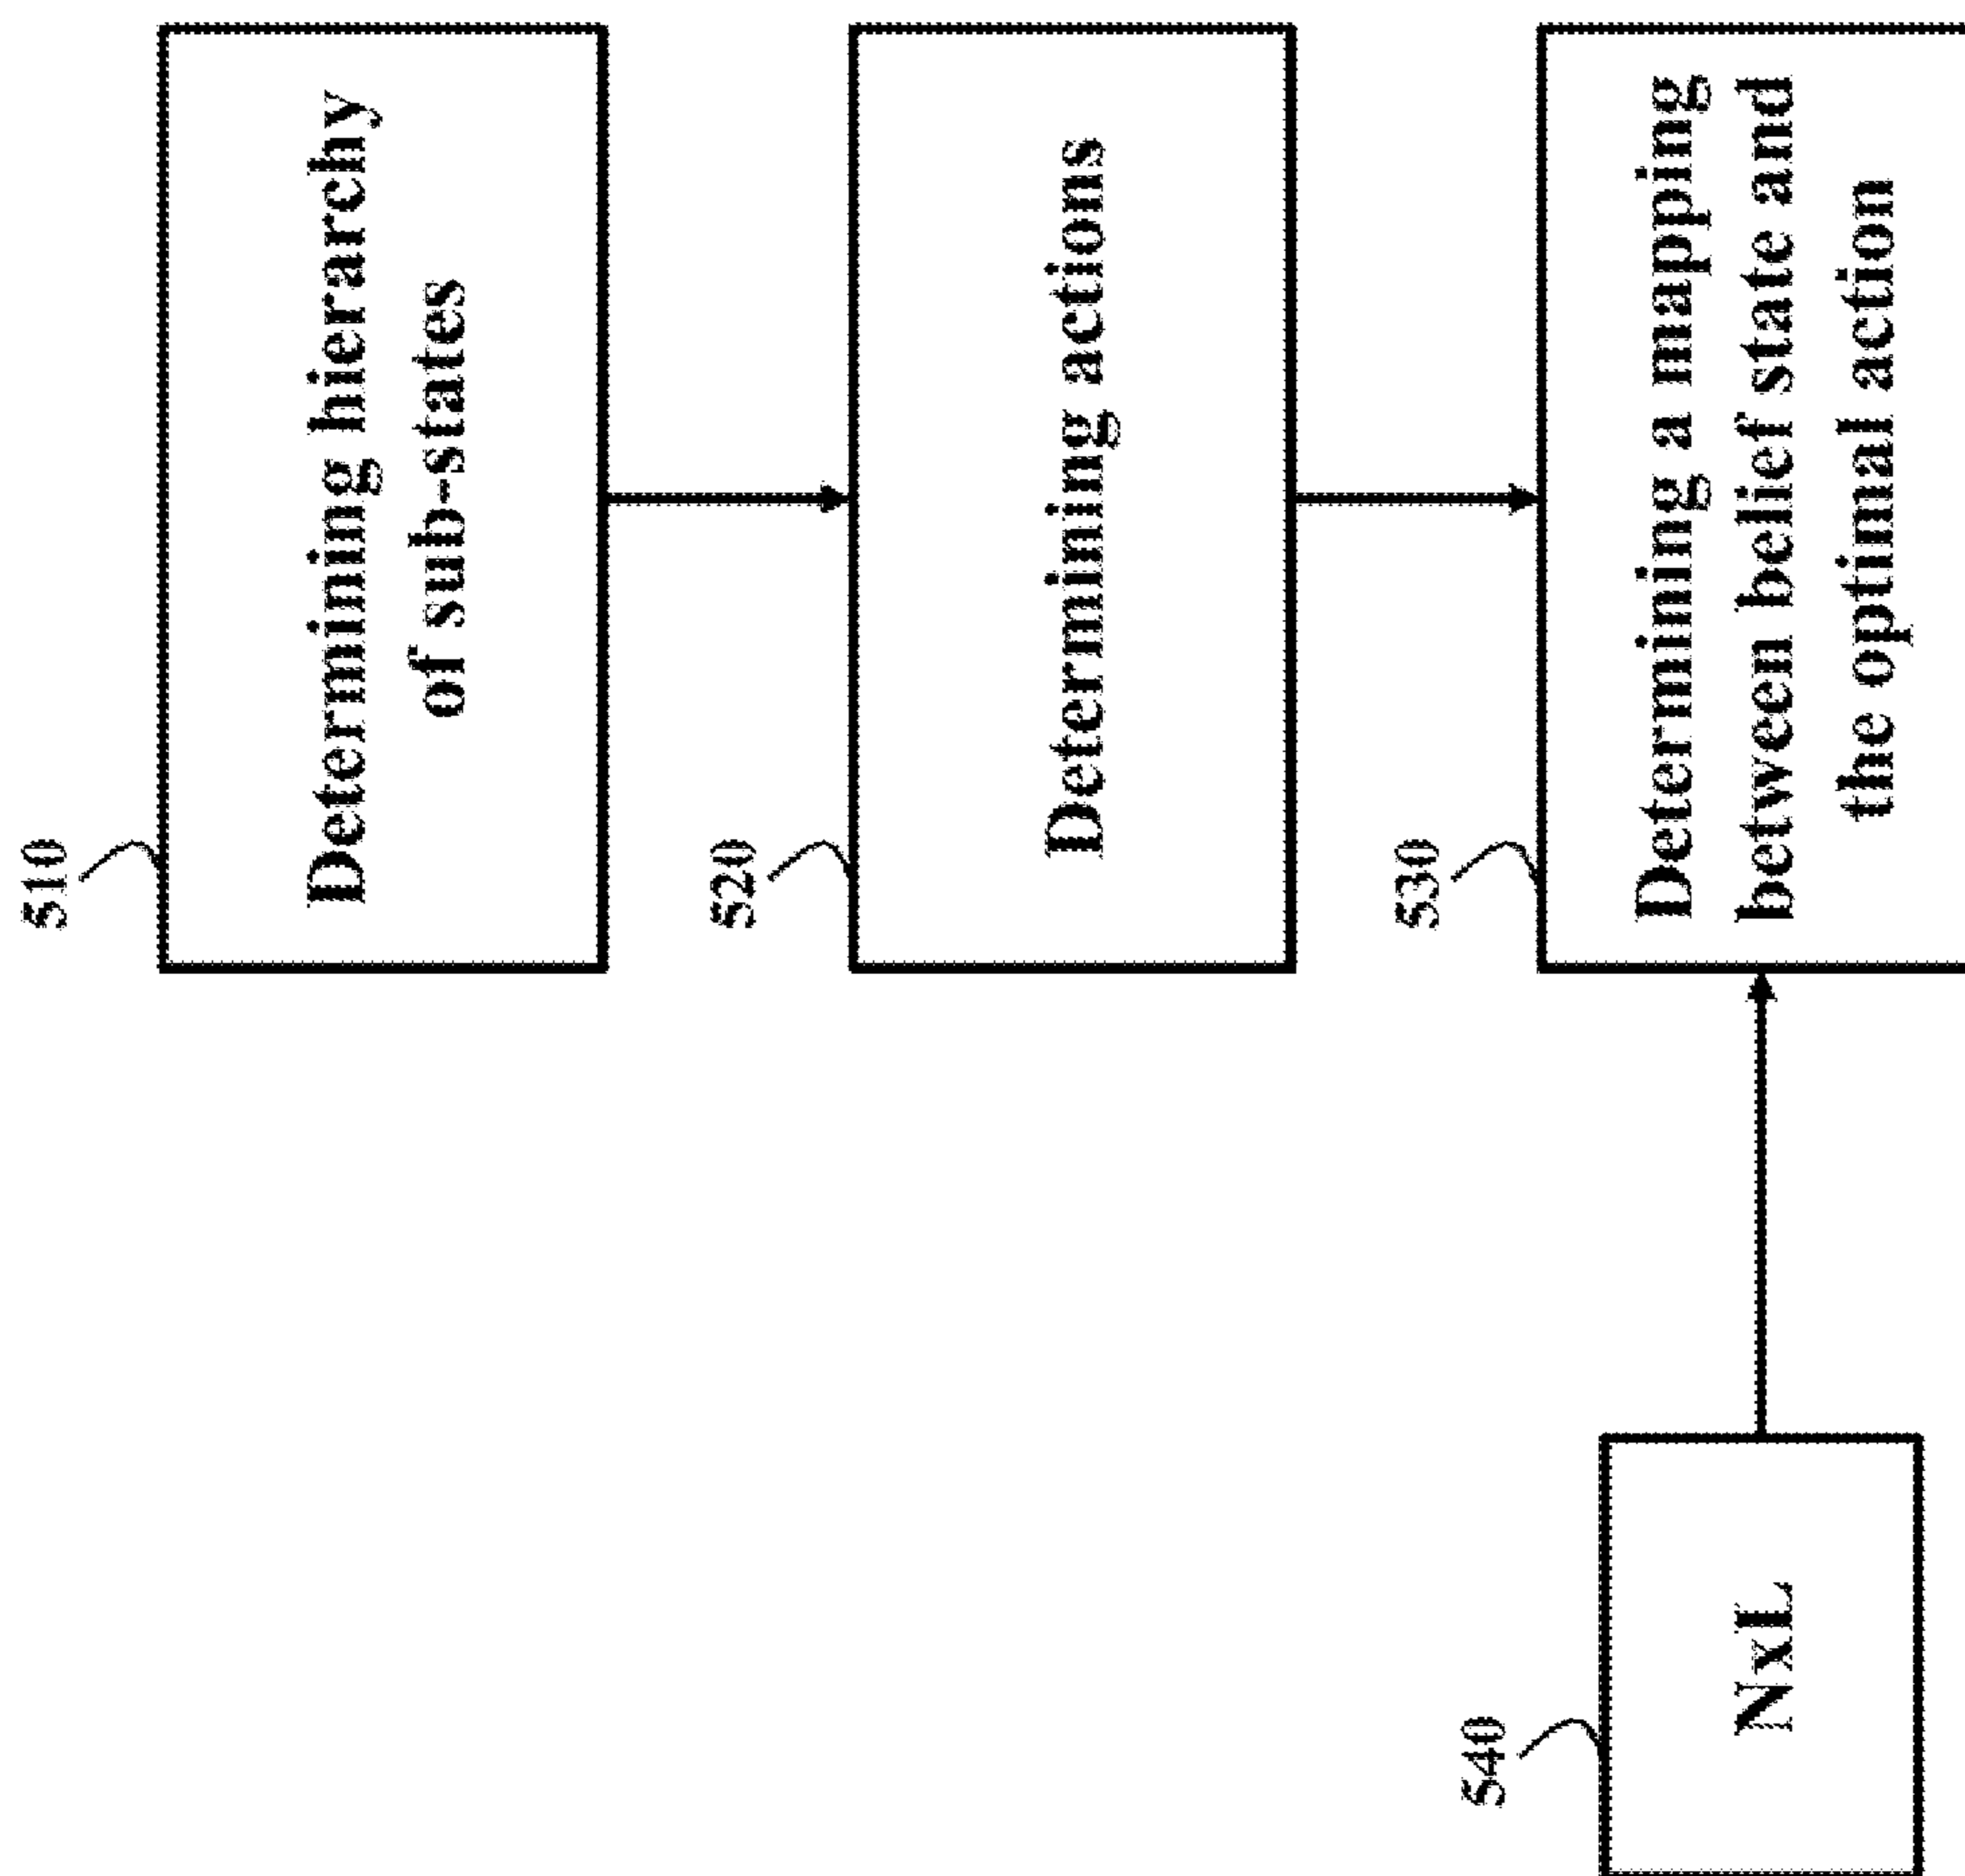 510
Determining hierarchy
of sub-states
520
Determining actions
530
Determining a mapping
between belief state and
the optimal action
540
NxL